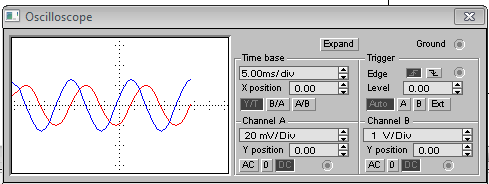 Oscilloscope
Expand
Ground
Time base
5.00ms/div
X position 0.00
Y/T B/A A/B
Trigger
Edge
Level 0.00
Auto A B Ext
Channel A
20 mV/Div
Y position 0.00
AC 0 DC
Channel B
1 V/Div
Y position 0.00
AC 0 DC